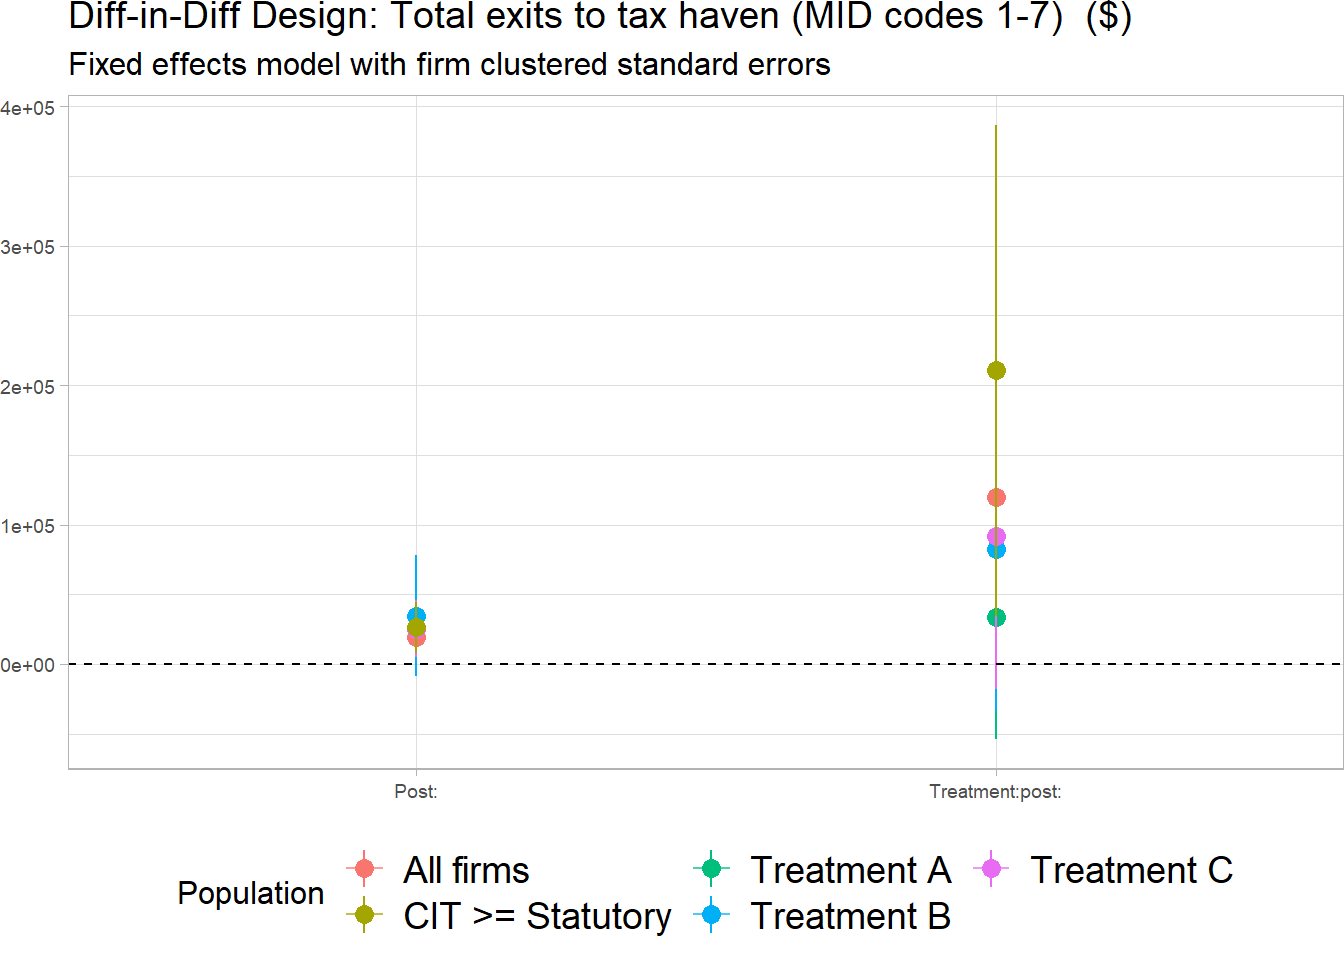 Diff-in-Diff Design: Total exits to tax haven (MID codes 1-7)  ($)
Fixed effects model with firm clustered standard errors
4e+05
3e+05
2e+05
1e+05
0e+00
Post:
Treatment:post:
Population
All firms
CIT >= Statutory
Treatment A
Treatment B
Treatment C